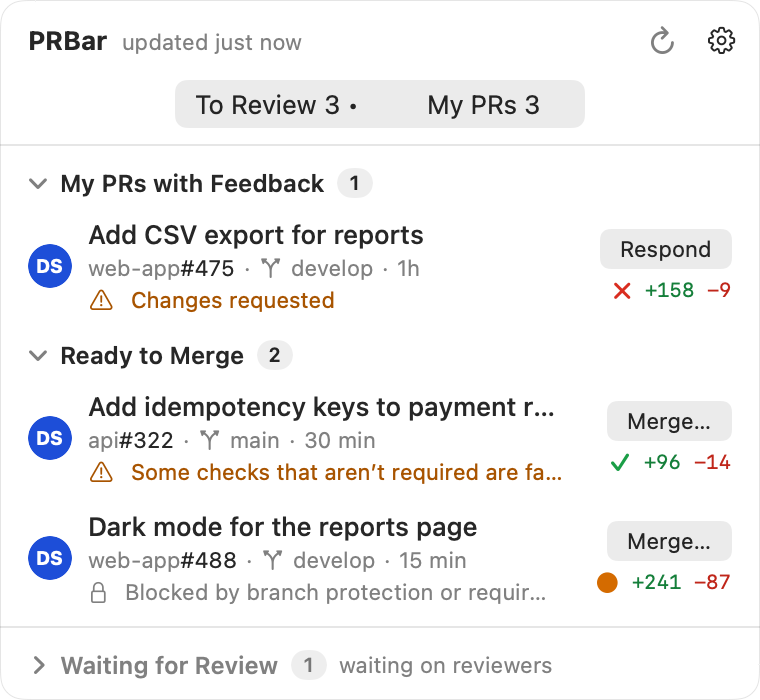 PRBar updated just now
To Review 3 • My PRs 3
My PRs with Feedback 1
Add CSV export for reports
Respond
DS
web-app#475 · develop · 1h
Changes requested
+158 −9
Ready to Merge 2
Add idempotency keys to payment r...
Merge...
DS
api#322 · main · 30 min
Some checks that aren’t required are fa...
+96 −14
Dark mode for the reports page
Merge...
DS
web-app#488 · develop · 15 min
Blocked by branch protection or requir...
+241 −87
Waiting for Review 1 waiting on reviewers